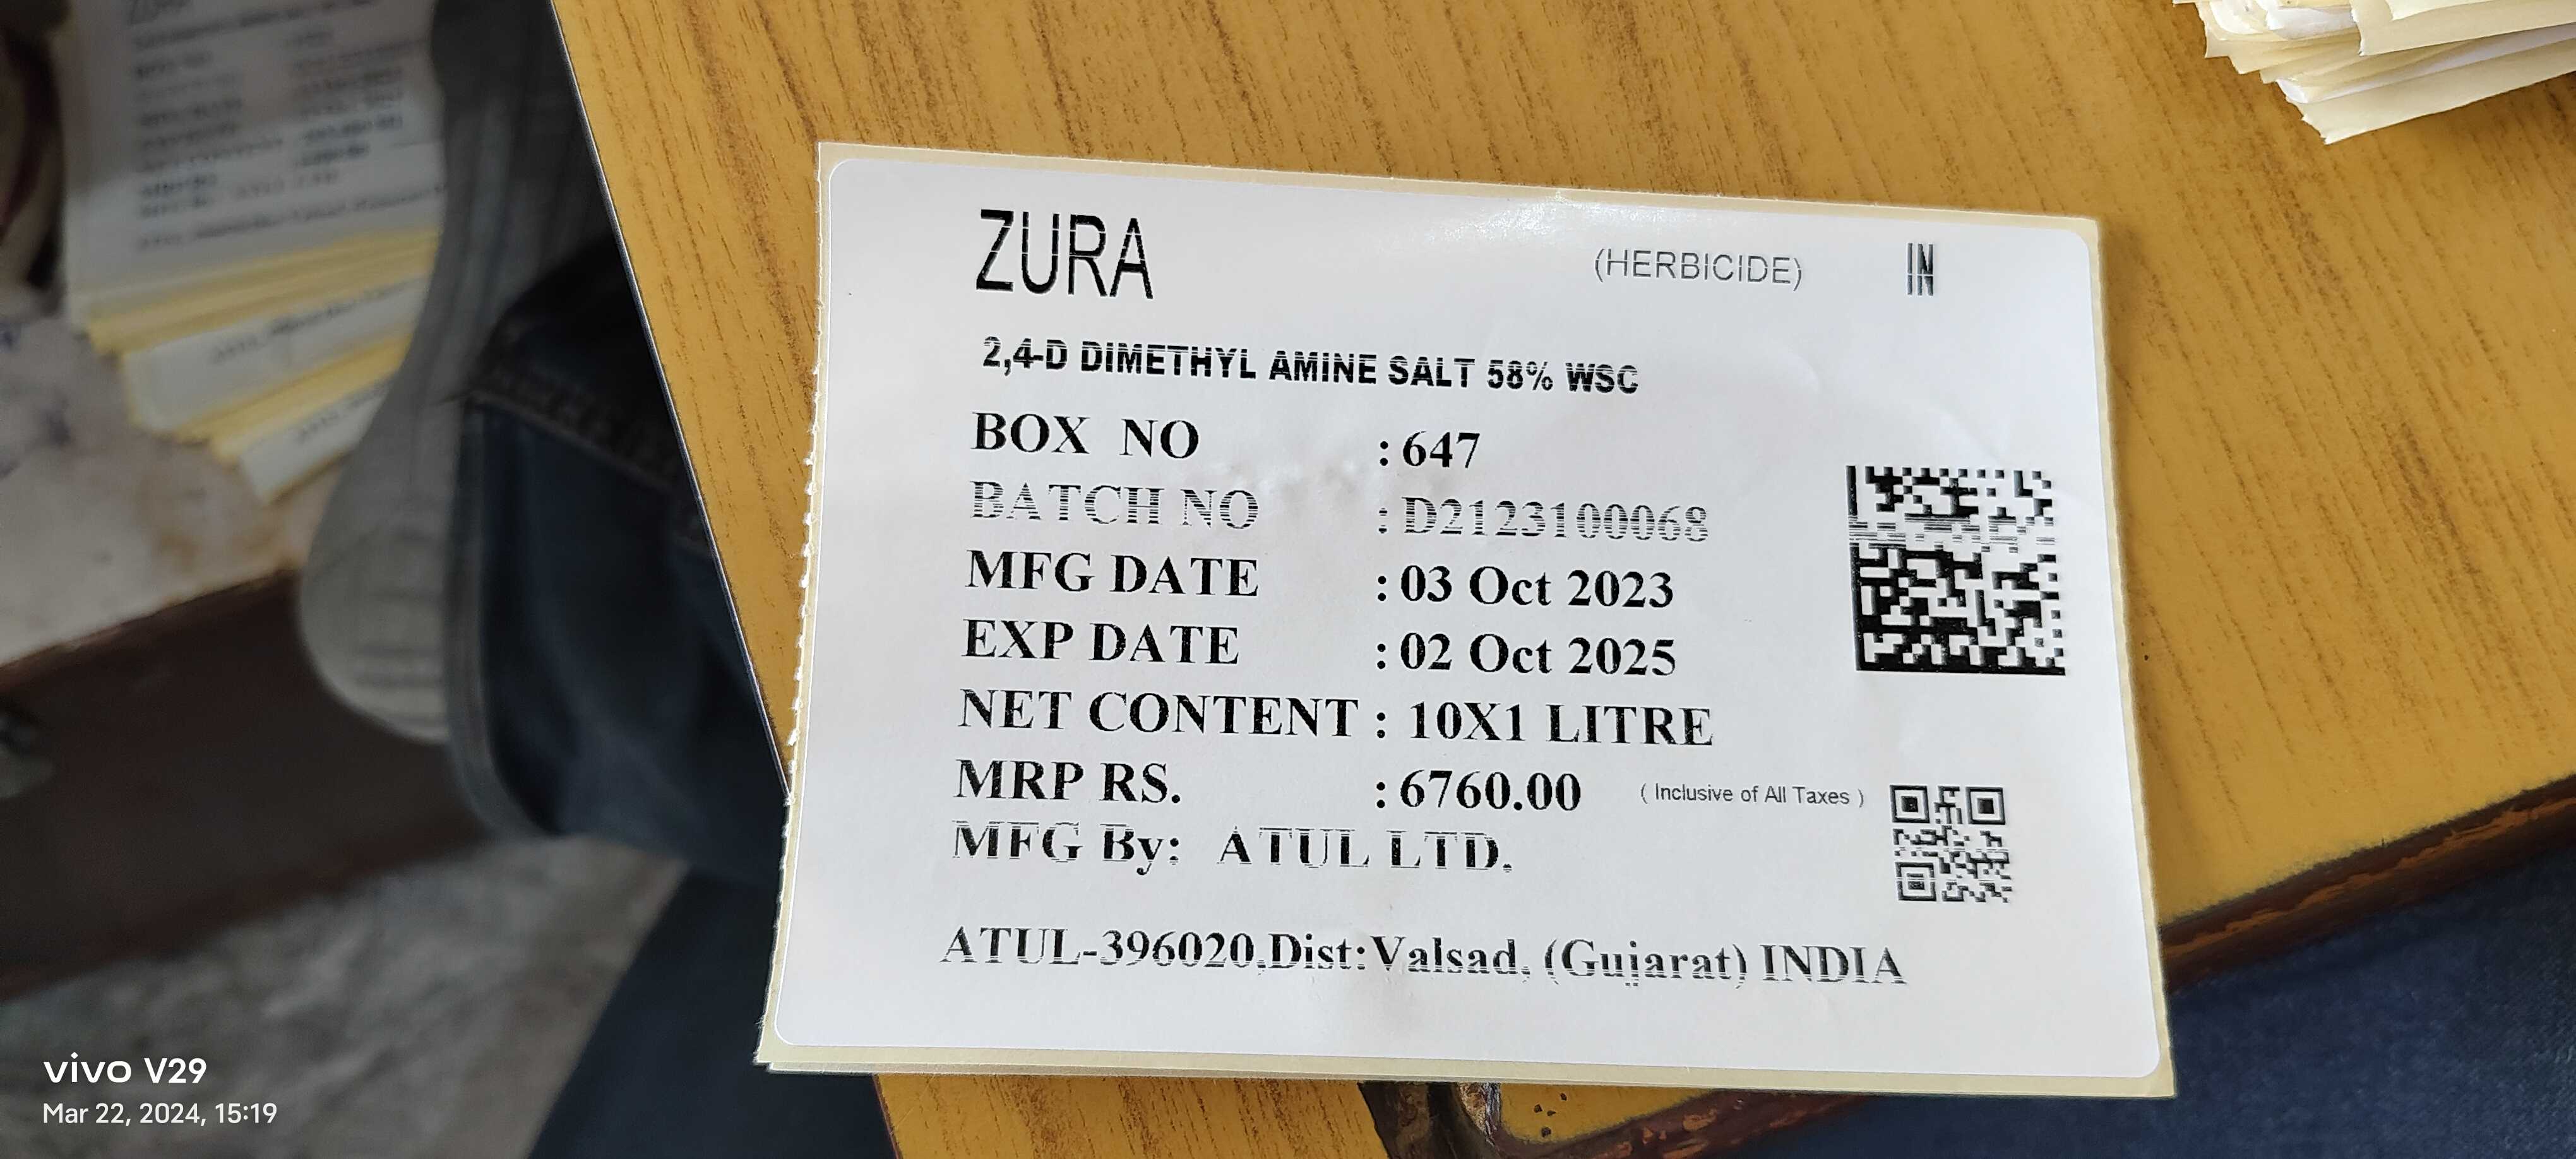 ZURA (HERBICIDE) IN
2,4-D DIMETHYL AMINE SALT 58% WSC
BOX NO : 647
BATCH NO : D2123100068
MFG DATE : 03 Oct 2023
EXP DATE : 02 Oct 2025
NET CONTENT : 10X1 LITRE
MRP RS. : 6760.00 ( Inclusive of All Taxes )
MFG By: ATUL LTD.
ATUL-396020,Dist:Valsad, (Gujarat) INDIA
vivo V29
Mar 22, 2024, 15:19